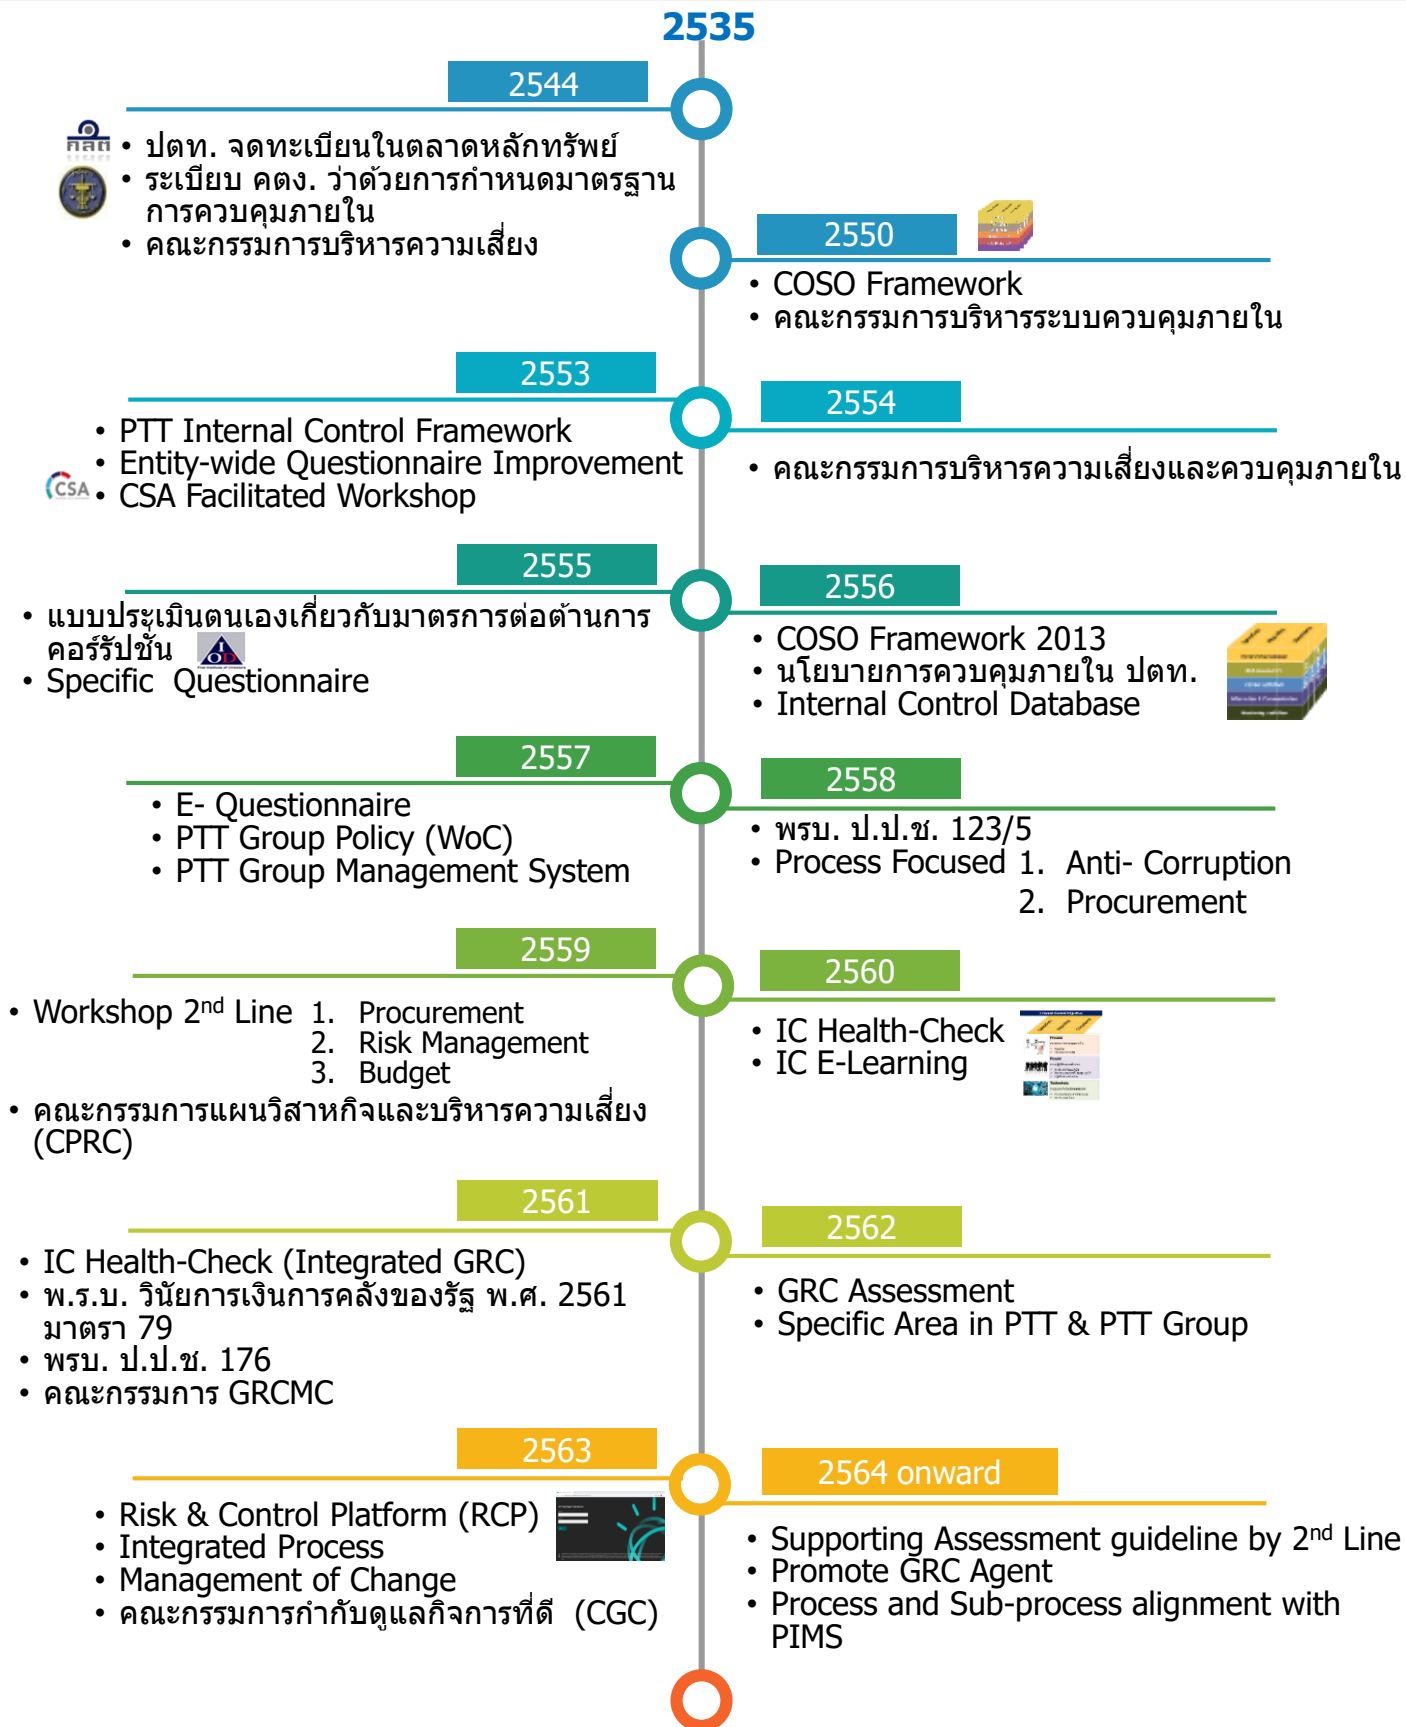 2535
2544
กลต
• ปตท. จดทะเบียนในตลาดหลักทรัพย์
• ระเบียบ คตง. ว่าด้วยการกำหนดมาตรฐาน
การควบคุมภายใน
• คณะกรรมการบริหารความเสี่ยง
2550
• COSO Framework
• คณะกรรมการบริหารระบบควบคุมภายใน
2553
• PTT Internal Control Framework
• Entity-wide Questionnaire Improvement
CSA
• CSA Facilitated Workshop
2554
• คณะกรรมการบริหารความเสี่ยงและควบคุมภายใน
2555
• แบบประเมินตนเองเกี่ยวกับมาตรการต่อต้านการ
คอร์รัปชั่น
IOD
• Specific Questionnaire
2556
• COSO Framework 2013
• นโยบายการควบคุมภายใน ปตท.
• Internal Control Database
2557
• E- Questionnaire
• PTT Group Policy (WoC)
• PTT Group Management System
2558
• พรบ. ป.ป.ช. 123/5
• Process Focused 1. Anti- Corruption
2. Procurement
2559
• Workshop 2nd Line 1. Procurement
2. Risk Management
3. Budget
• คณะกรรมการแผนวิสาหกิจและบริหารความเสี่ยง
(CPRC)
2560
• IC Health-Check
• IC E-Learning
2561
• IC Health-Check (Integrated GRC)
• พ.ร.บ. วินัยการเงินการคลังของรัฐ พ.ศ. 2561
มาตรา 79
• พรบ. ป.ป.ช. 176
• คณะกรรมการ GRCMC
2562
• GRC Assessment
• Specific Area in PTT & PTT Group
2563
• Risk & Control Platform (RCP)
• Integrated Process
• Management of Change
• คณะกรรมการกำกับดูแลกิจการที่ดี (CGC)
2564 onward
• Supporting Assessment guideline by 2nd Line
• Promote GRC Agent
• Process and Sub-process alignment with
PIMS